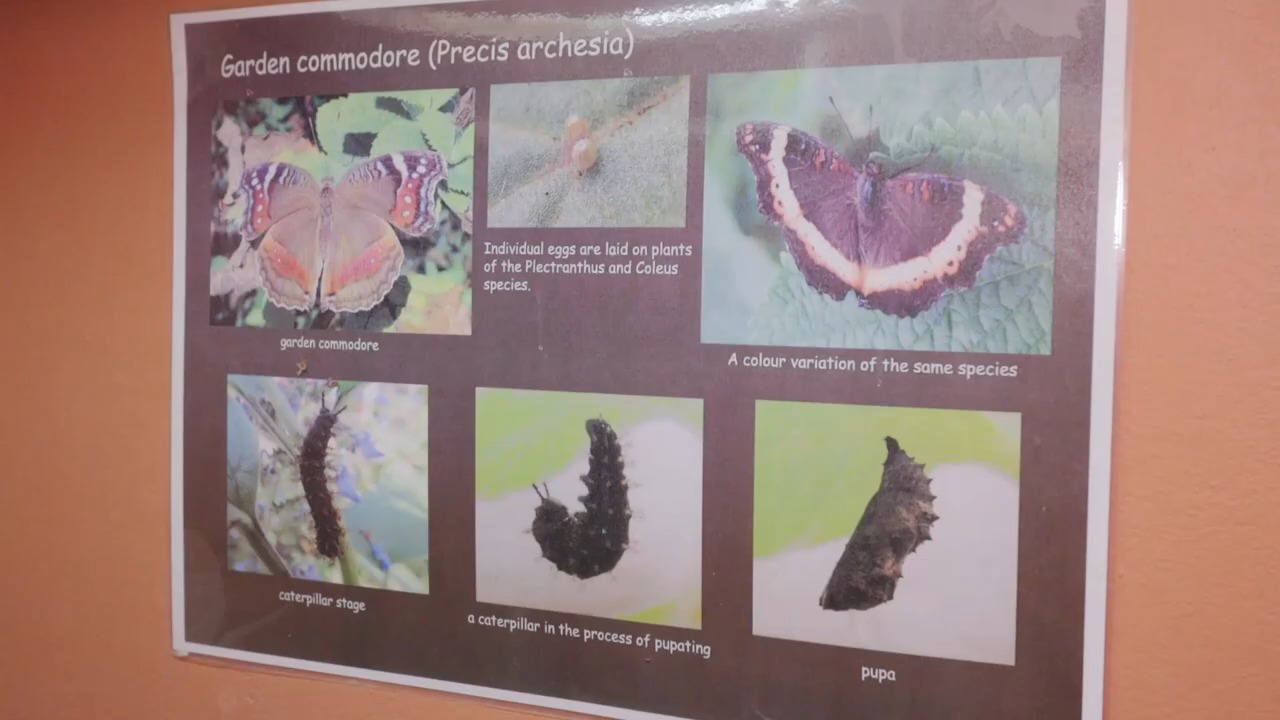 Garden commodore (Precis archesia)
Individual eggs are laid on plants
of the Plectranthus and Coleus
species.
garden commodore
A colour variation of the same species
caterpillar stage
a caterpillar in the process of pupating
pupa